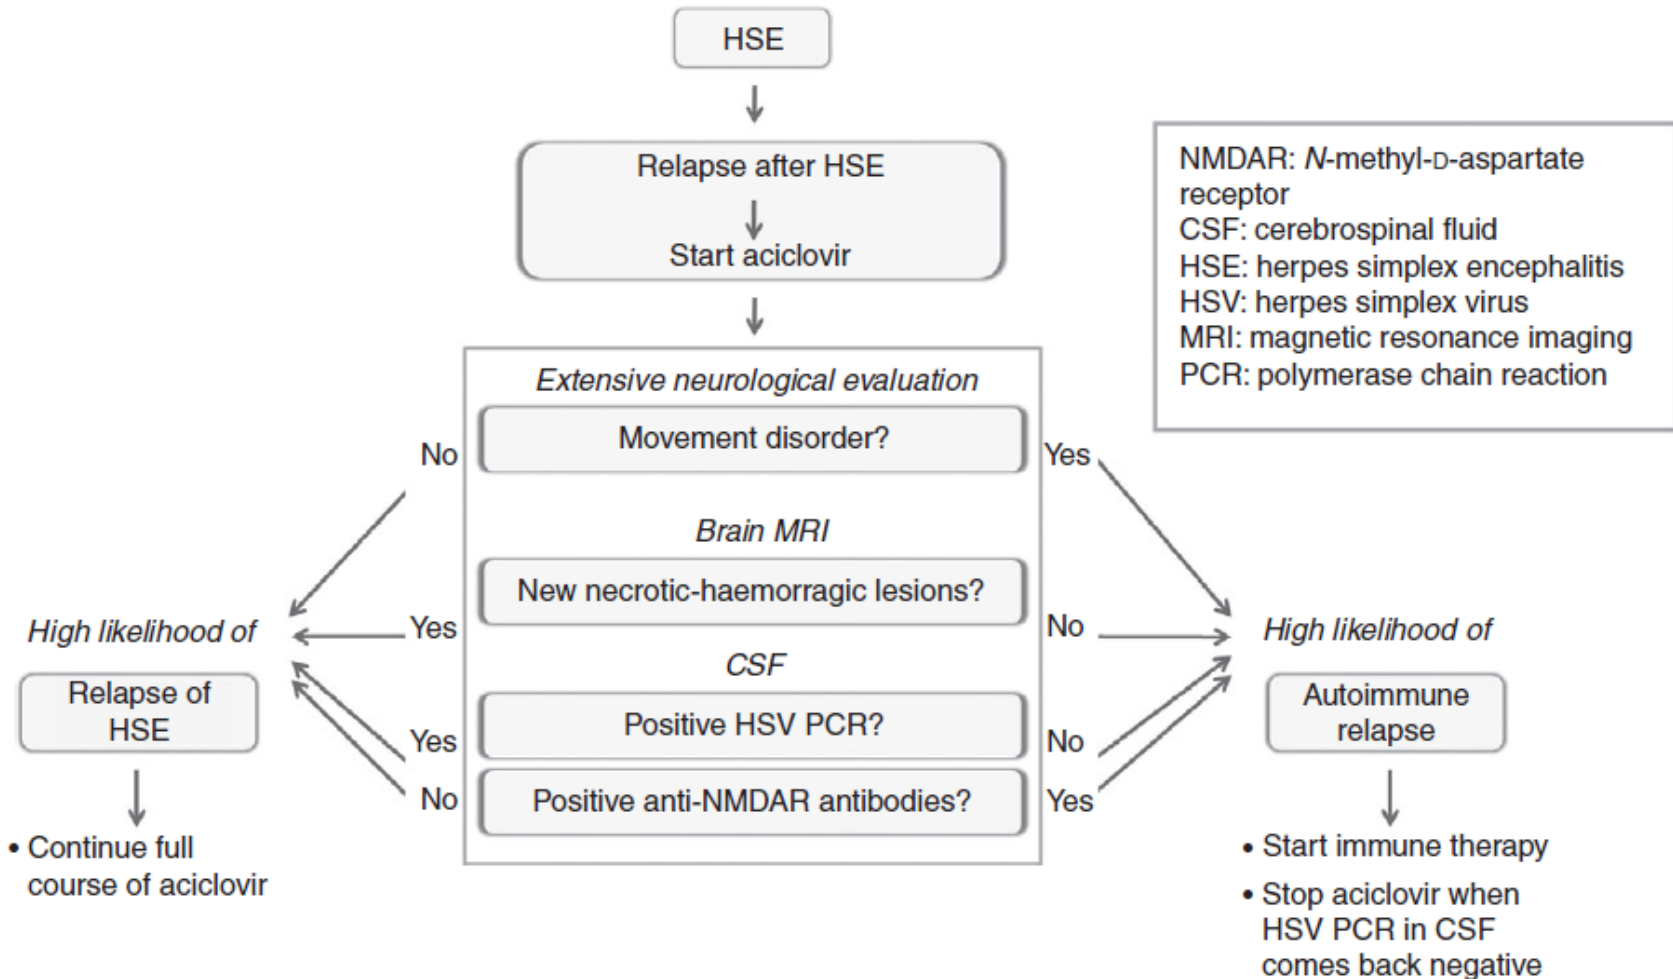 HSE
Relapse after HSE
Start aciclovir
NMDAR: N-methyl-D-aspartate
receptor
CSF: cerebrospinal fluid
HSE: herpes simplex encephalitis
HSV: herpes simplex virus
MRI: magnetic resonance imaging
PCR: polymerase chain reaction
Extensive neurological evaluation
No
Movement disorder?
Yes
Brain MRI
New necrotic-haemorragic lesions?
Yes
No
CSF
Positive HSV PCR?
Yes
No
Positive anti-NMDAR antibodies?
No
Yes
High likelihood of
Relapse of
HSE
• Continue full
course of aciclovir
High likelihood of
Autoimmune
relapse
• Start immune therapy
• Stop aciclovir when
HSV PCR in CSF
comes back negative